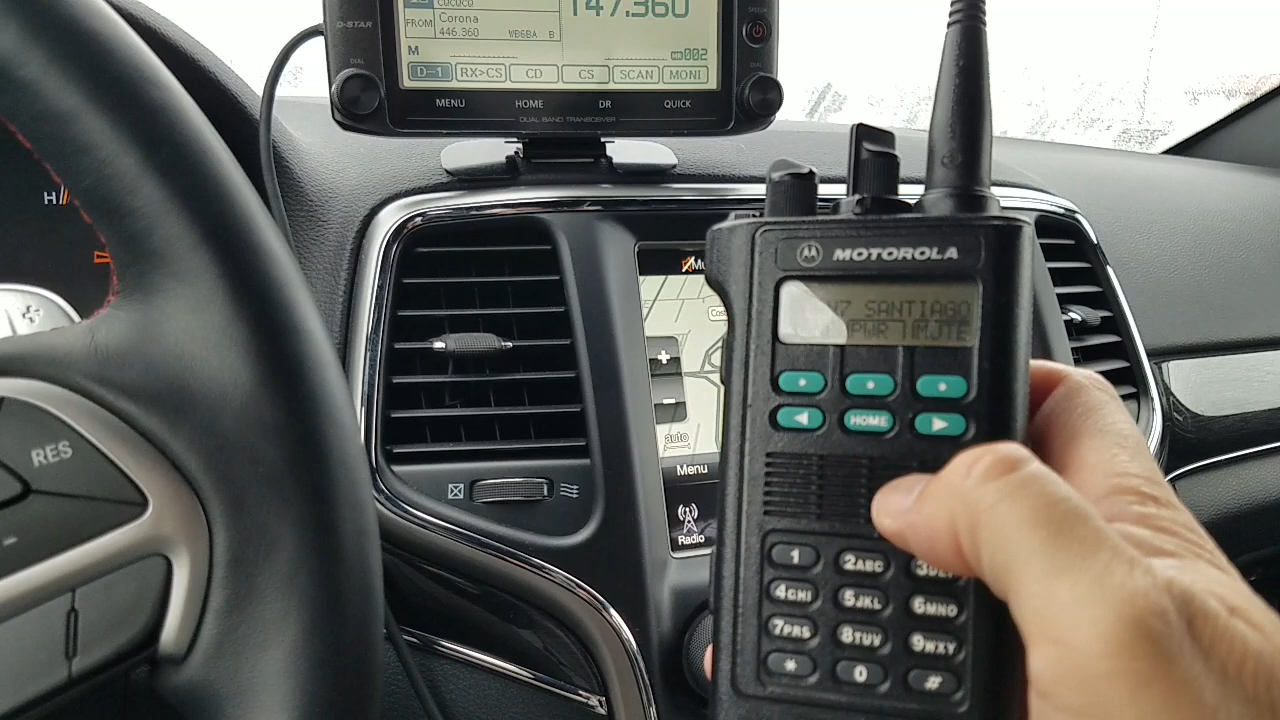 CQCQCQ
147.360
D-STAR
FROM
Corona
446.360 WB6BA B
M
002
D-1 RX>CS CD CS SCAN MONI
DIAL
DIAL
MENU HOME DR QUICK
DUAL BAND TRANSCEIVER
H
RES
MOTOROLA
SANTIAGO
PWR
HOME
auto
Menu
Radio
1 2ABC
4GHI 5JKL 6MNO
7PRS 8TUV 9WXY
* 0 #